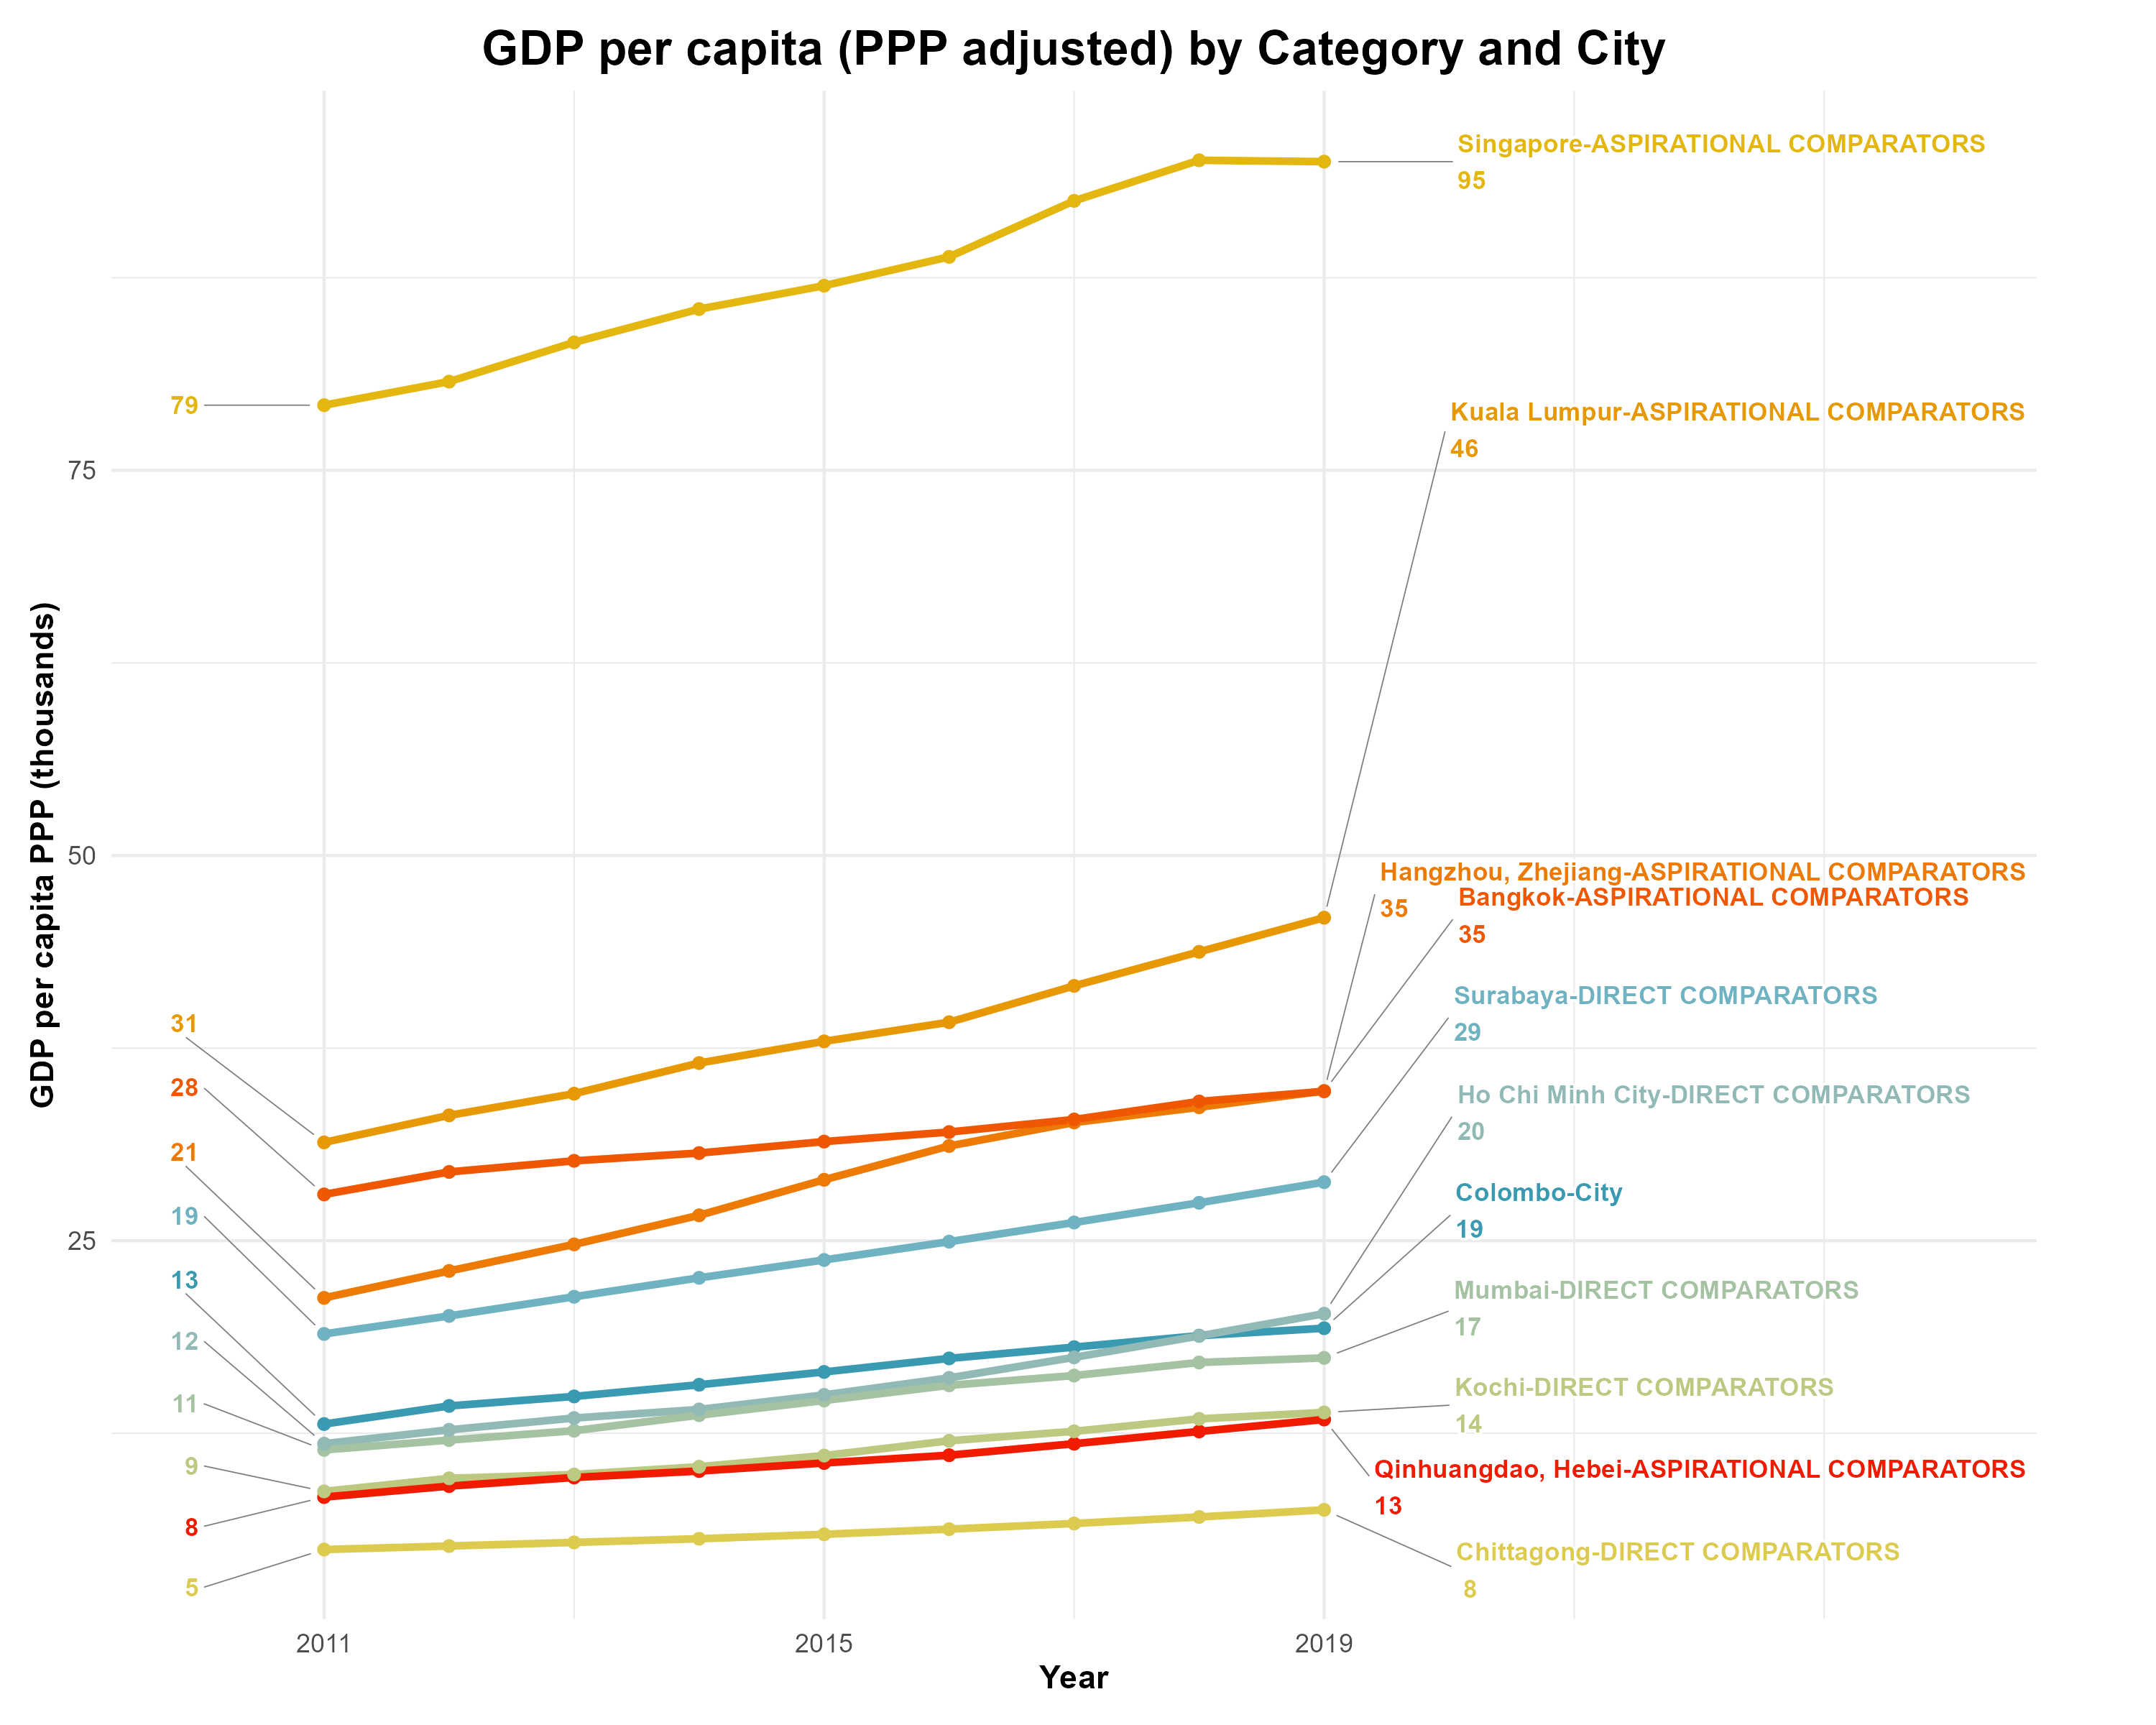 GDP per capita (PPP adjusted) by Category and City
Singapore-ASPIRATIONAL COMPARATORS
95
79
Kuala Lumpur-ASPIRATIONAL COMPARATORS
46
75
GDP per capita PPP (thousands)
50
Hangzhou, Zhejiang-ASPIRATIONAL COMPARATORS
35
Bangkok-ASPIRATIONAL COMPARATORS
35
Surabaya-DIRECT COMPARATORS
29
31
28
Ho Chi Minh City-DIRECT COMPARATORS
20
21
19
Colombo-City
19
25
13
Mumbai-DIRECT COMPARATORS
17
12
11
Kochi-DIRECT COMPARATORS
14
9
Qinhuangdao, Hebei-ASPIRATIONAL COMPARATORS
13
8
Chittagong-DIRECT COMPARATORS
8
5
2011
2015
2019
Year